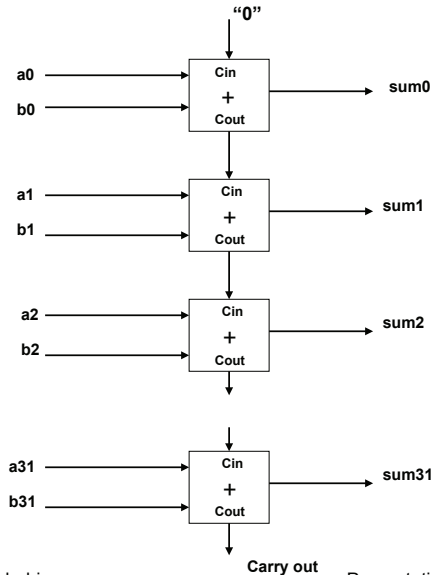 “0”
a0
Cin
sum0
+
b0
Cout
a1
Cin
sum1
+
b1
Cout
a2
Cin
sum2
+
b2
Cout
a31
Cin
sum31
+
b31
Cout
Carry out